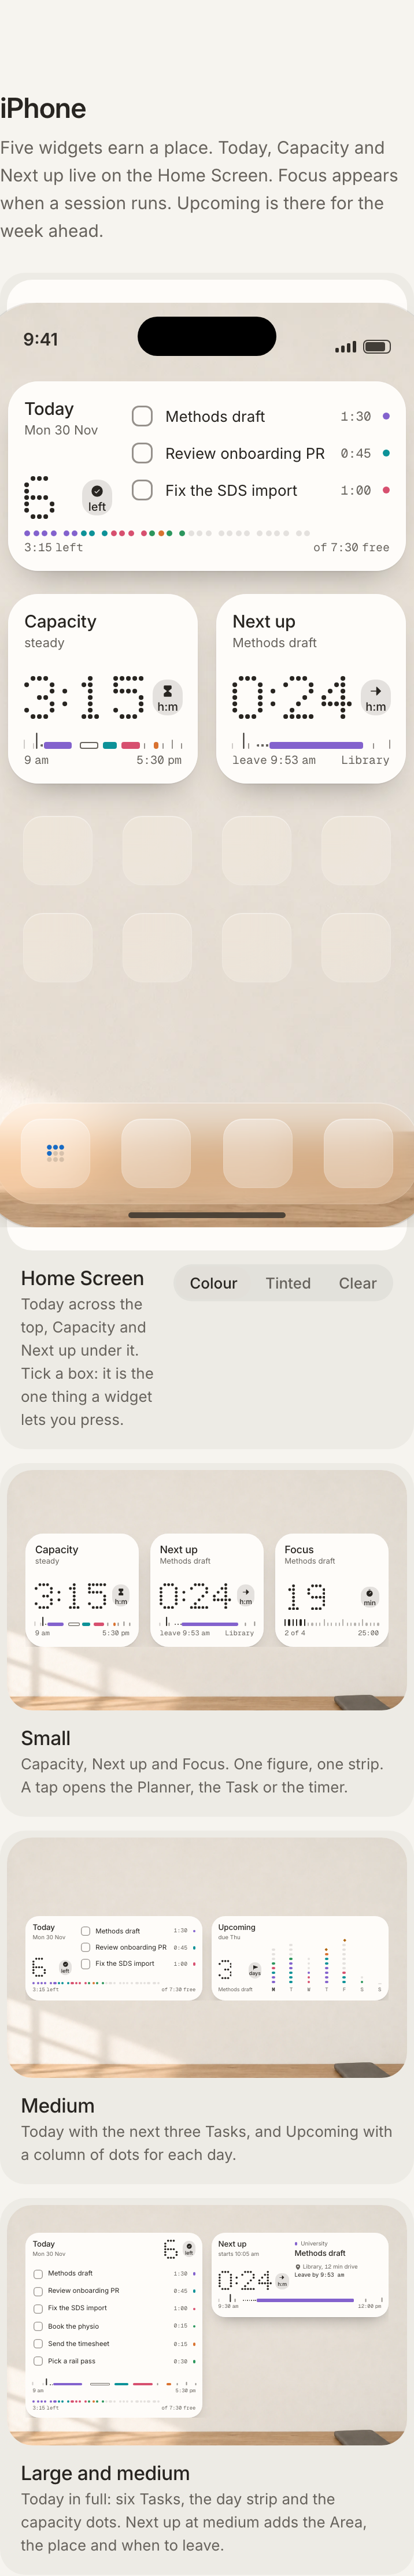 iPhone
Five widgets earn a place. Today, Capacity and
Next up live on the Home Screen. Focus appears
when a session runs. Upcoming is there for the
week ahead.
9:41
Today
Mon 30 Nov
6
left
Methods draft 1:30
Review onboarding PR 0:45
Fix the SDS import 1:00
3:15 left of 7:30 free
Capacity
steady
3:15
h:m
9 am 5:30 pm
Next up
Methods draft
0:24
h:m
leave 9:53 am Library
Home Screen
Today across the
top, Capacity and
Next up under it.
Tick a box: it is the
one thing a widget
lets you press.
Colour Tinted Clear
Capacity
steady
3:15
h:m
9 am 5:30 pm
Next up
Methods draft
0:24
h:m
leave 9:53 am Library
Focus
Methods draft
19
min
2 of 4 25:00
Small
Capacity, Next up and Focus. One figure, one strip.
A tap opens the Planner, the Task or the timer.
Today
Mon 30 Nov
6
left
Methods draft 1:30
Review onboarding PR 0:45
Fix the SDS import 1:00
3:15 left of 7:30 free
Upcoming
due Thu
3
days
Methods draft
M T W T F S S
Medium
Today with the next three Tasks, and Upcoming with
a column of dots for each day.
Today
Mon 30 Nov
6
left
Methods draft 1:30
Review onboarding PR 0:45
Fix the SDS import 1:00
Book the physio 0:15
Send the timesheet 0:15
Pick a rail pass 0:30
9 am 5:30 pm
3:15 left of 7:30 free
Next up
starts 10:05 am
0:24
h:m
University
Methods draft
Library, 12 min drive
Leave by 9:53 am
9:30 am 12:00 pm
Large and medium
Today in full: six Tasks, the day strip and the
capacity dots. Next up at medium adds the Area,
the place and when to leave.